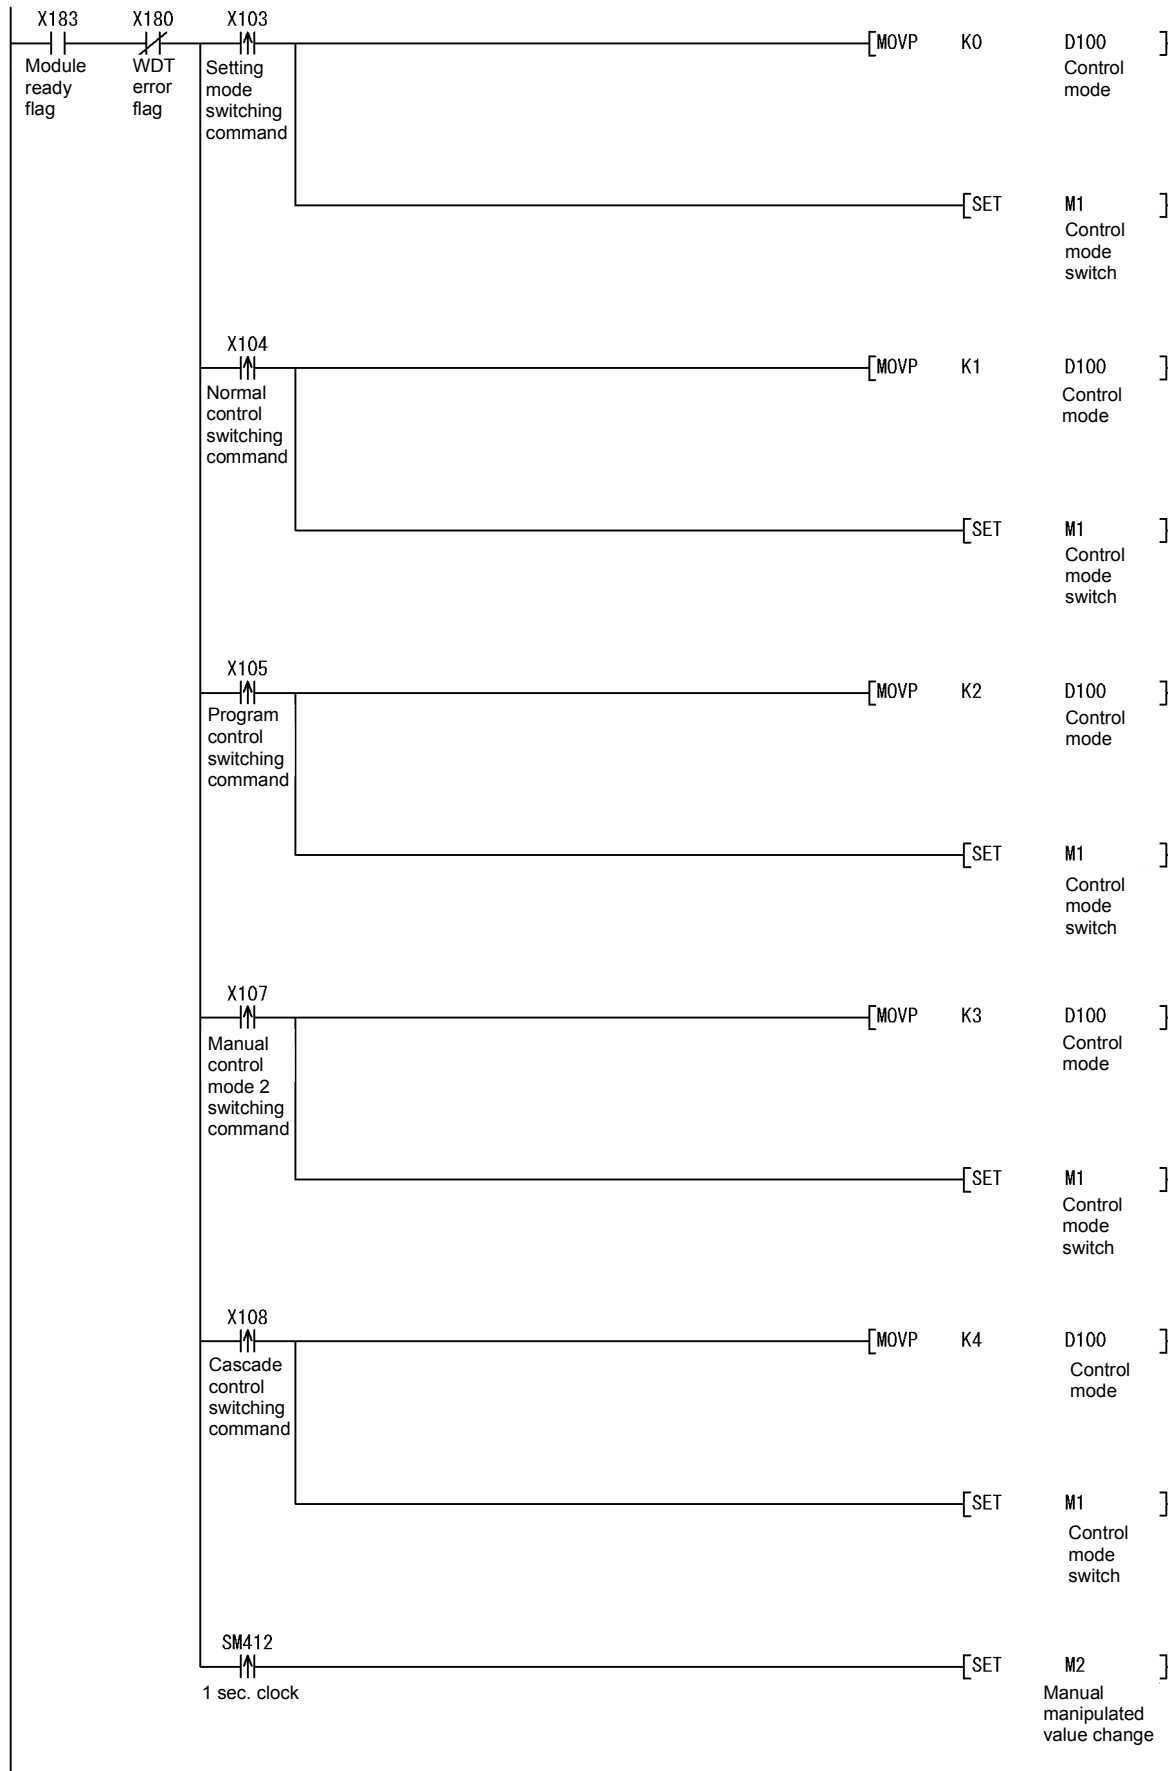 X183 X180 X103
MOVP K0 D100
Module ready flag
WDT error flag
Setting mode switching command
Control mode
SET M1
Control mode switch
X104
MOVP K1 D100
Normal control switching command
Control mode
SET M1
Control mode switch
X105
MOVP K2 D100
Program control switching command
Control mode
SET M1
Control mode switch
X107
MOVP K3 D100
Manual control mode 2 switching command
Control mode
SET M1
Control mode switch
X108
MOVP K4 D100
Cascade control switching command
Control mode
SET M1
Control mode switch
SM412
SET M2
1 sec. clock
Manual manipulated value change